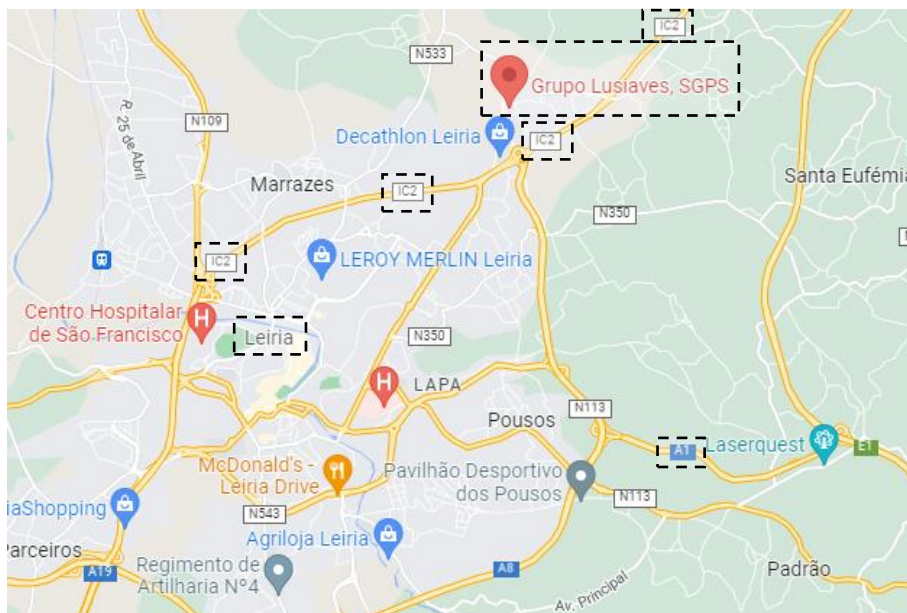 IC2
N533
Grupo Lusiaves, SGPS
R. 25 de Abril
N109
Decathlon Leiria
IC2
Marrazes
IC2
Santa Eufémia
N350
IC2
LEROY MERLIN Leiria
Centro Hospitalar
de São Francisco
Leiria
N350
LAPA
Pousos
N113
A1
Laserquest
E1
McDonald's -
Leiria Drive
Pavilhão Desportivo
dos Pousos
N113
iaShopping
N543
Agriloja Leiria
Parceiros
A19
Regimento de
Artilharia Nº4
A8
Padrão
Av. Principal